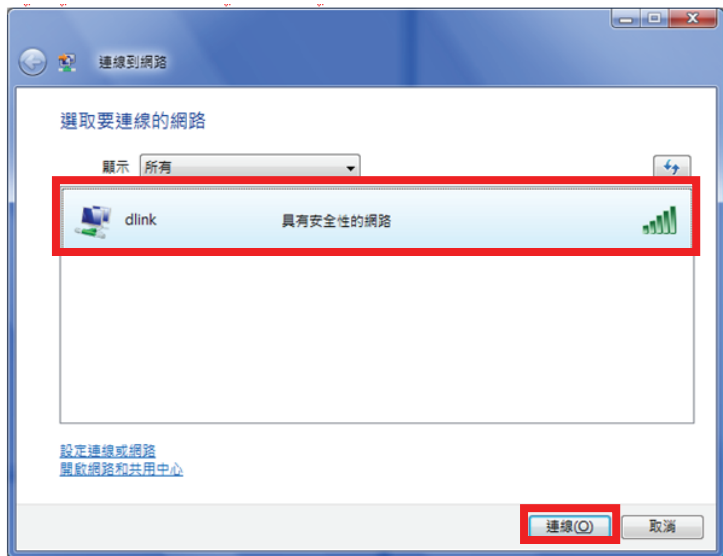 連線到網路
選取要連線的網路
顯示 所有
dlink 具有安全性的網路
設定連線或網路
開啟網路和共用中心
連線(O) 取消